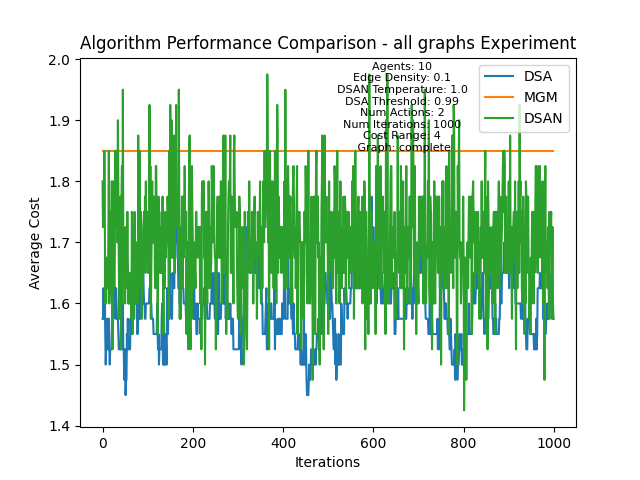 Algorithm Performance Comparison - all graphs Experiment
Agents: 10
Edge Density: 0.1
DSAN Temperature: 1.0
DSA Threshold: 0.99
Num Actions: 2
Num Iterations: 1000
Cost Range: 4
Graph: complete
DSA
MGM
DSAN
Average Cost
2.0
1.9
1.8
1.7
1.6
1.5
1.4
0
200
400
600
800
1000
Iterations